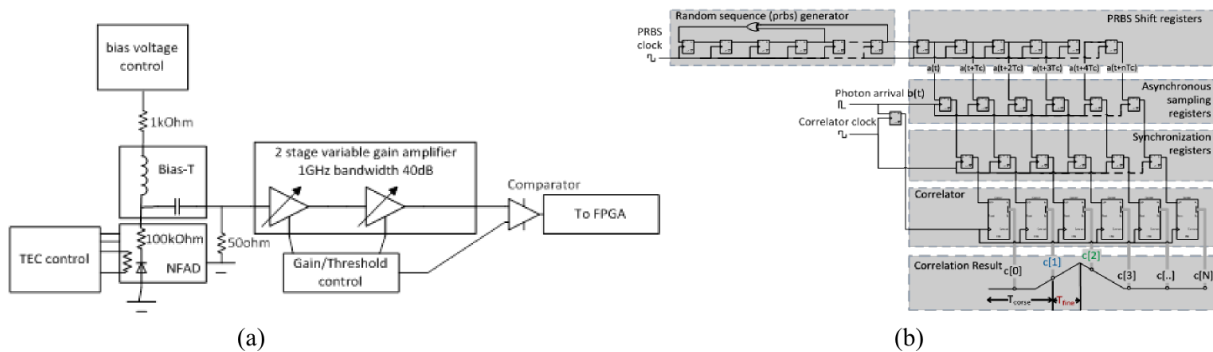 bias voltage
control
1kOhm
Bias-T
100kOhm
NFAD
TEC control
50ohm
2 stage variable gain amplifier
1GHz bandwidth 40dB
Gain/Threshold
control
Comparator
To FPGA
(a)
(b)
Random sequence (prbs) generator
PRBS
clock
PRBS Shift registers
a(t) a(t+Tc) a(t+2Tc) a(t+3Tc) a(t+4Tc) a(t+nTc)
Photon arrival b(t)
Asynchronous
sampling
registers
Correlator clock
Synchronization
registers
Correlator
Correlation Result
c[0] c[1] c[2] c[3] c[..] c[N]
Tcorse Tfine